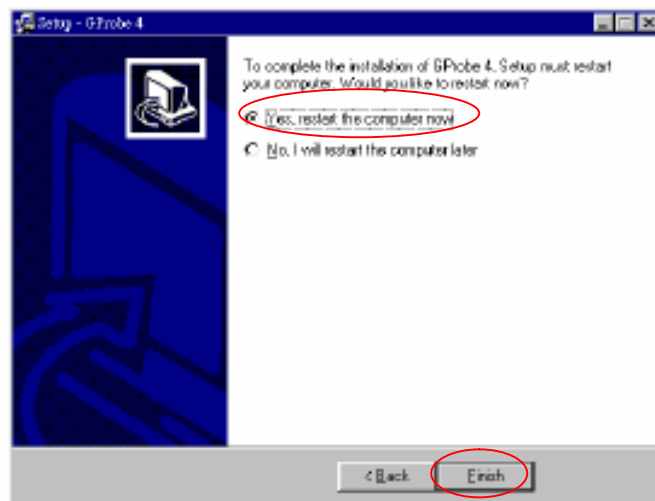 Setup - GProbe 4
To complete the installation of GProbe 4, Setup must restart
your computer. Would you like to restart now?
Yes, restart the computer now
No, I will restart the computer later
< Back
Finish